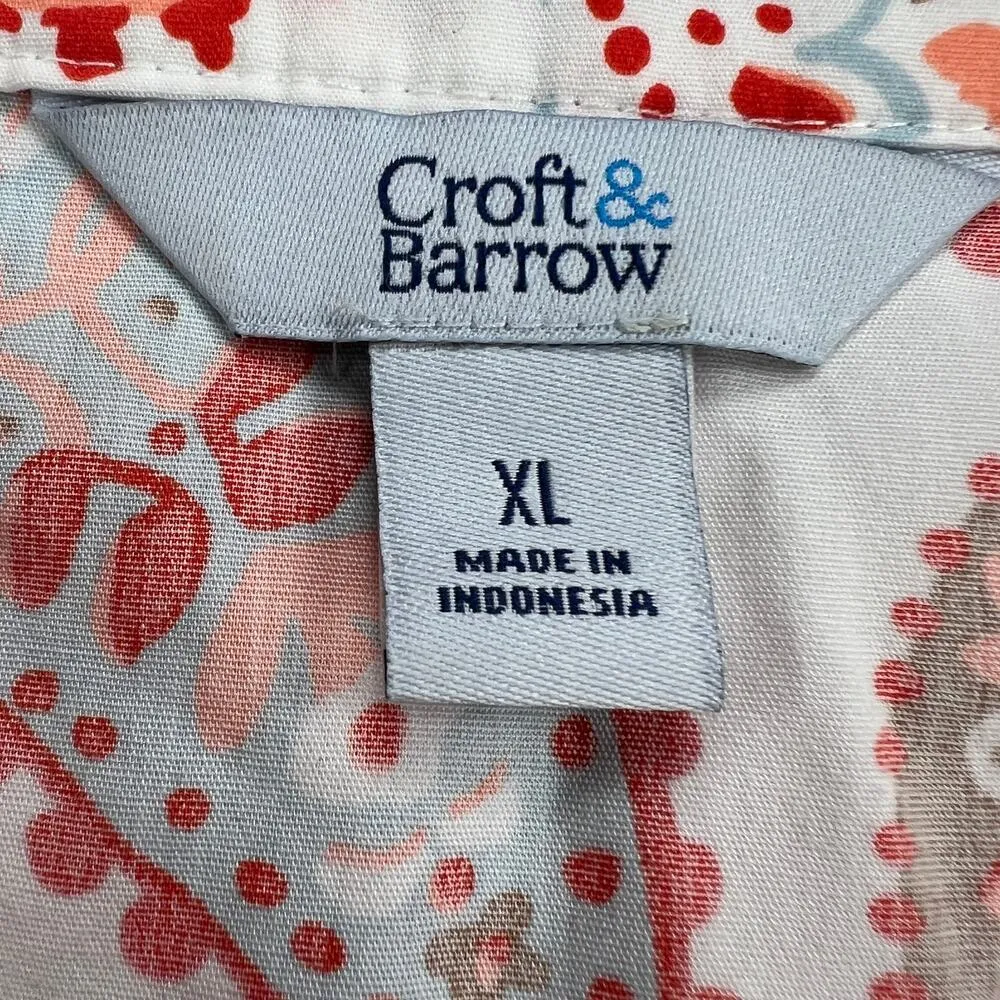 Croft &
Barrow
XL
MADE IN
INDONESIA